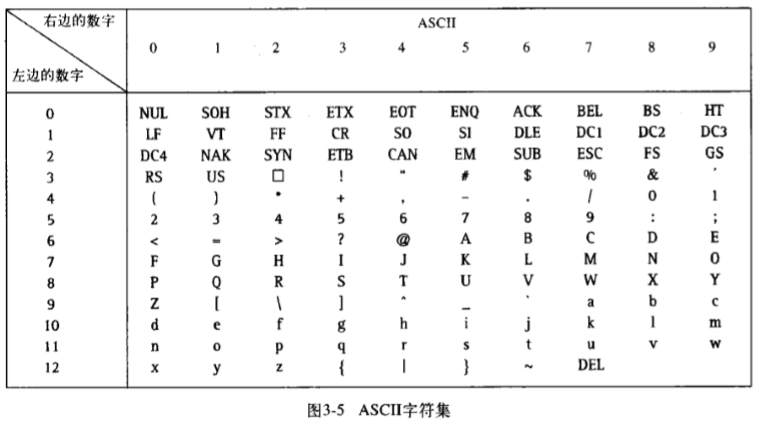 右边的数字 ASCII
左边的数字 0 1 2 3 4 5 6 7 8 9
0 NUL SOH STX ETX EOT ENQ ACK BEL BS HT
1 LF VT FF CR SO SI DLE DC1 DC2 DC3
2 DC4 NAK SYN ETB CAN EM SUB ESC FS GS
3 RS US □ ! " # $ % & ´
4 ( ) * + , - . / 0 1
5 2 3 4 5 6 7 8 9 : ;
6 < = > ? @ A B C D E
7 F G H I J K L M N O
8 P Q R S T U V W X Y
9 Z [ \ ] ^ _ ` a b c
10 d e f g h i j k l m
11 n o p q r s t u v w
12 x y z { | } ~ DEL
图3-5 ASCII字符集